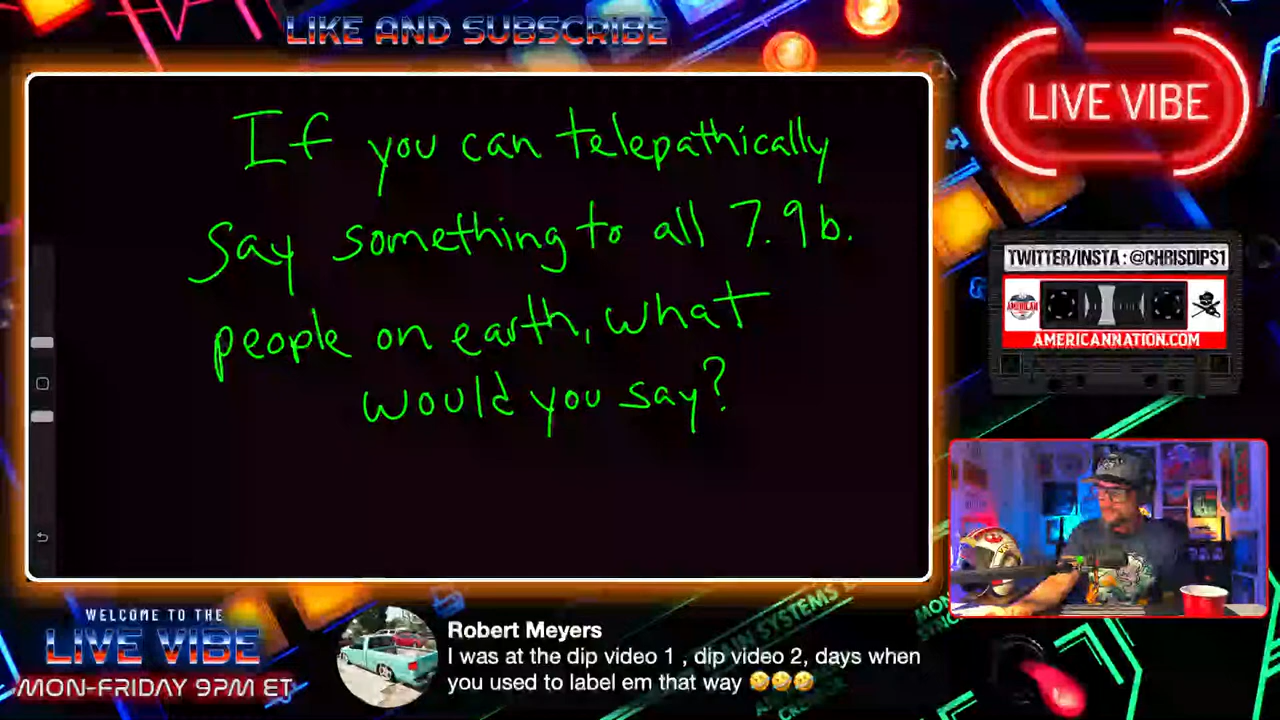 LIKE AND SUBSCRIBE
LIVE VIBE
If you can telepathically
say something to all 7.9b.
people on earth, what
would you say?
TWITTER/INSTA : @CHRISDIPS1
AMERICANNATION.COM
WELCOME TO THE
LIVE VIBE
MON-FRIDAY 9PM ET
Robert Meyers
I was at the dip video 1 , dip video 2, days when
you used to label em that way 🤣🤣🤣